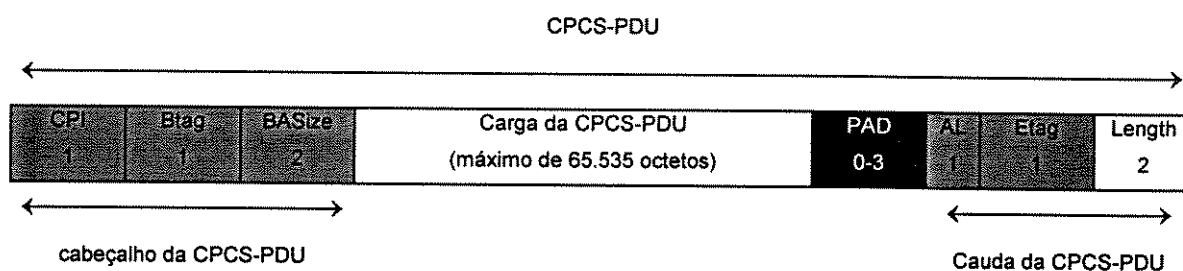 CPCS-PDU
CPI Btag BASize Carga da CPCS-PDU PAD AL Etag Length
1 1 2 (máximo de 65.535 octetos) 0-3 1 1 2
cabeçalho da CPCS-PDU Cauda da CPCS-PDU